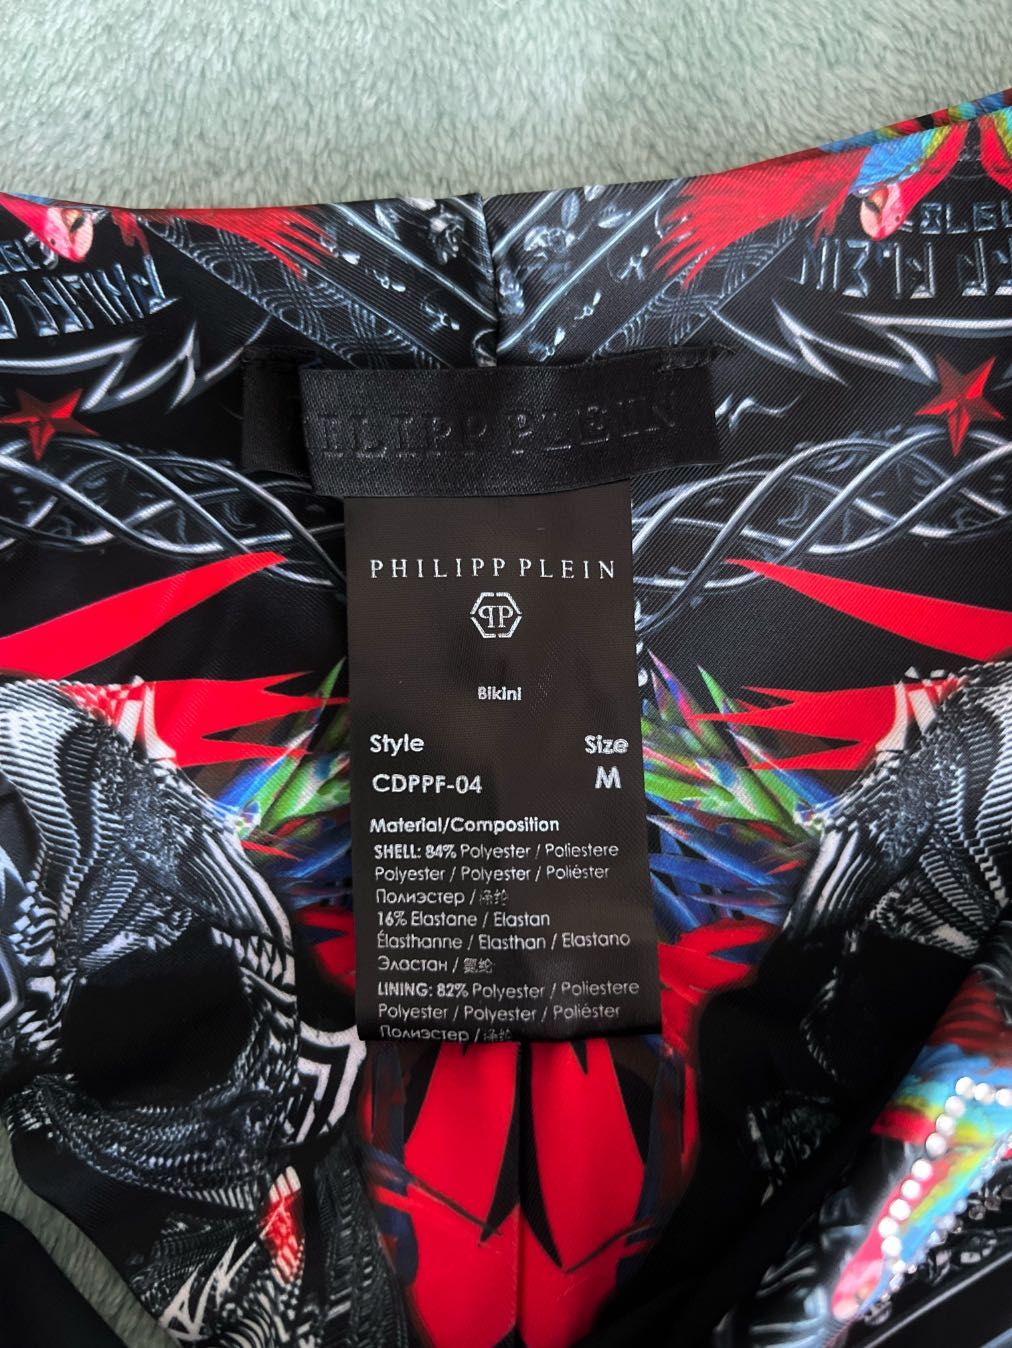 PHILIPP PLEIN
PHILIPP PLEIN
Bikini
Style Size
CDPPF-04 M
Material/Composition
SHELL: 84% Polyester / Poliestere
Polyester / Polyester / Poliéster
Полиэстер / 涤纶
16% Elastane / Elastan
Élasthanne / Elasthan / Elastano
Эластан / 氨纶
LINING: 82% Polyester / Poliestere
Polyester / Polyester / Poliéster
Полиэстер / 涤纶